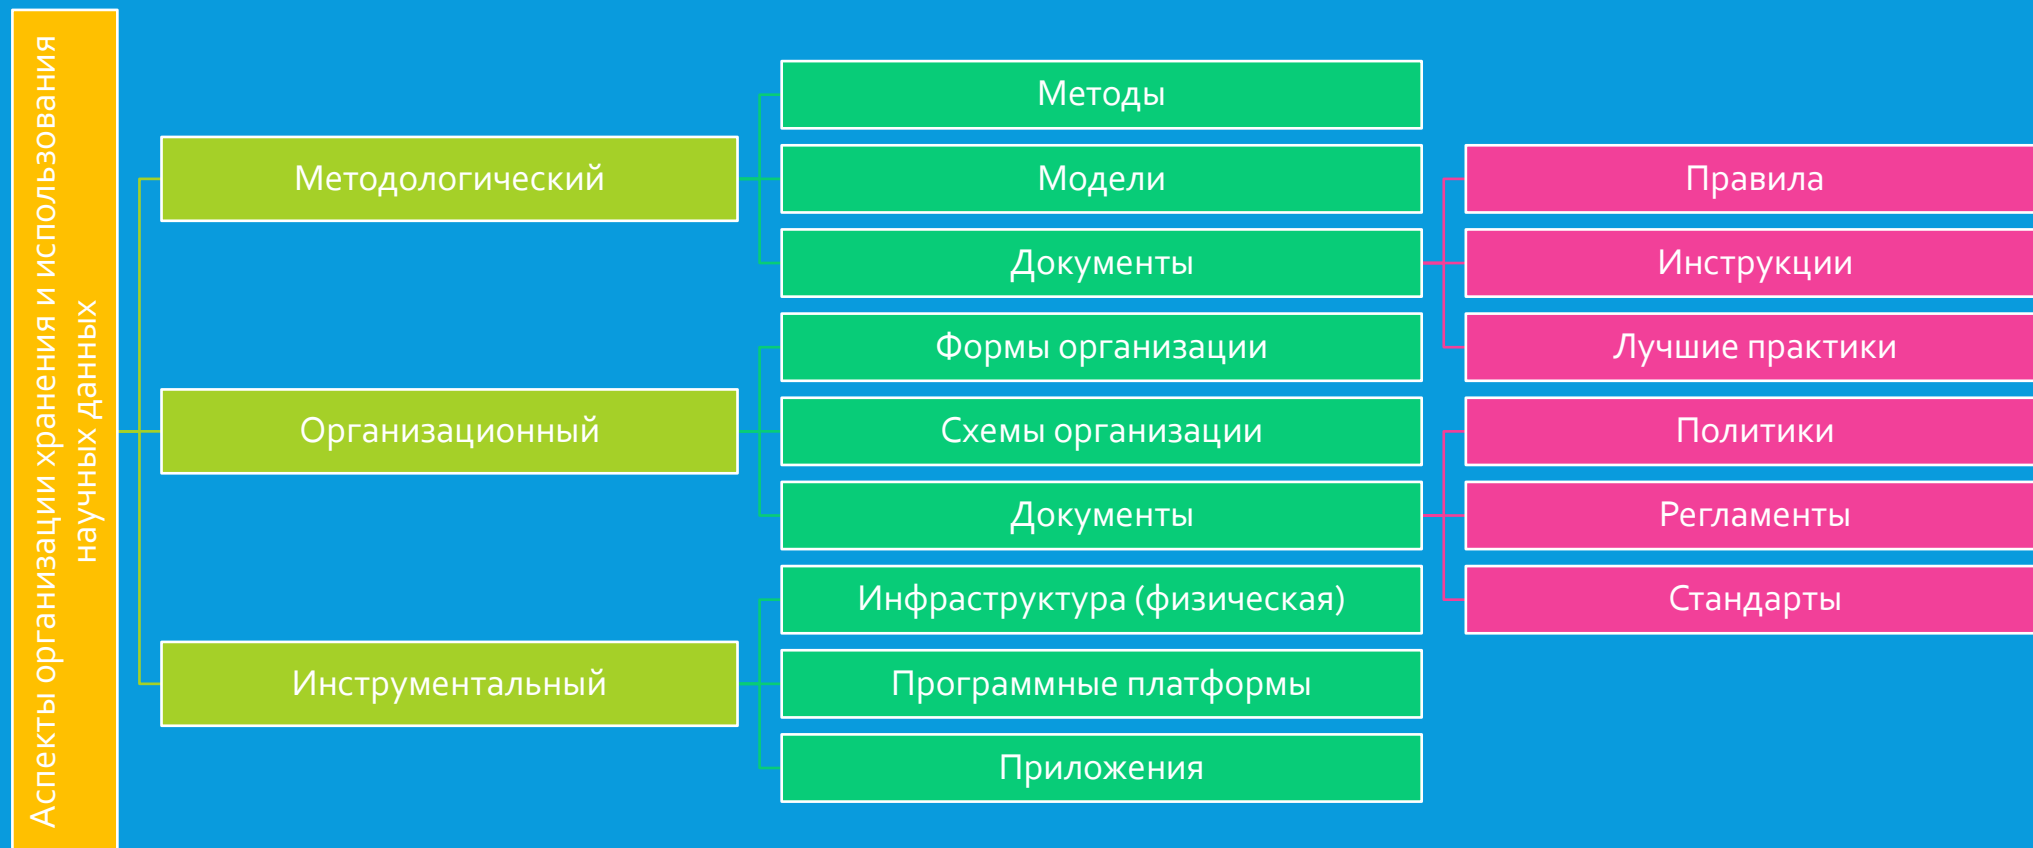 Аспекты организации хранения и использования
научных данных
Методологический
Методы
Модели
Документы
Правила
Инструкции
Лучшие практики
Организационный
Формы организации
Схемы организации
Документы
Политики
Регламенты
Стандарты
Инструментальный
Инфраструктура (физическая)
Программные платформы
Приложения